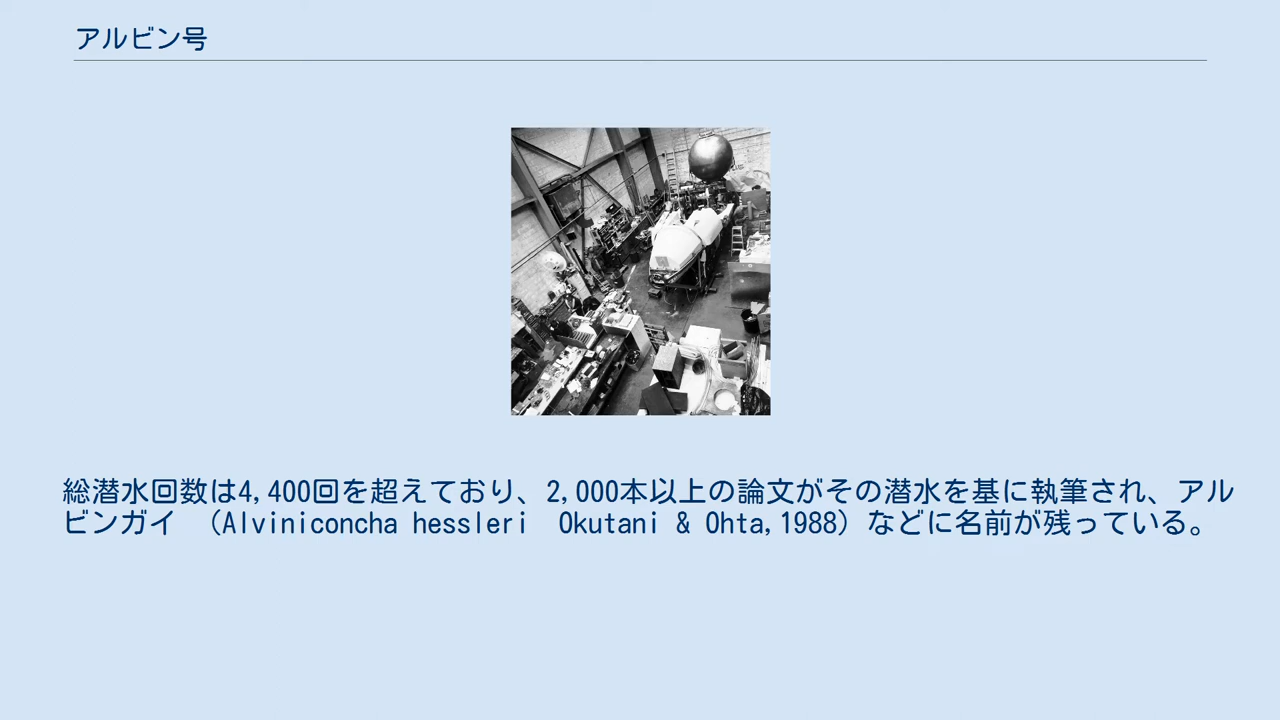 アルビン号
総潜水回数は4,400回を超えており、2,000本以上の論文がその潜水を基に執筆され、アル
ビンガイ （Alviniconcha hessleri　Okutani & Ohta,1988）などに名前が残っている。